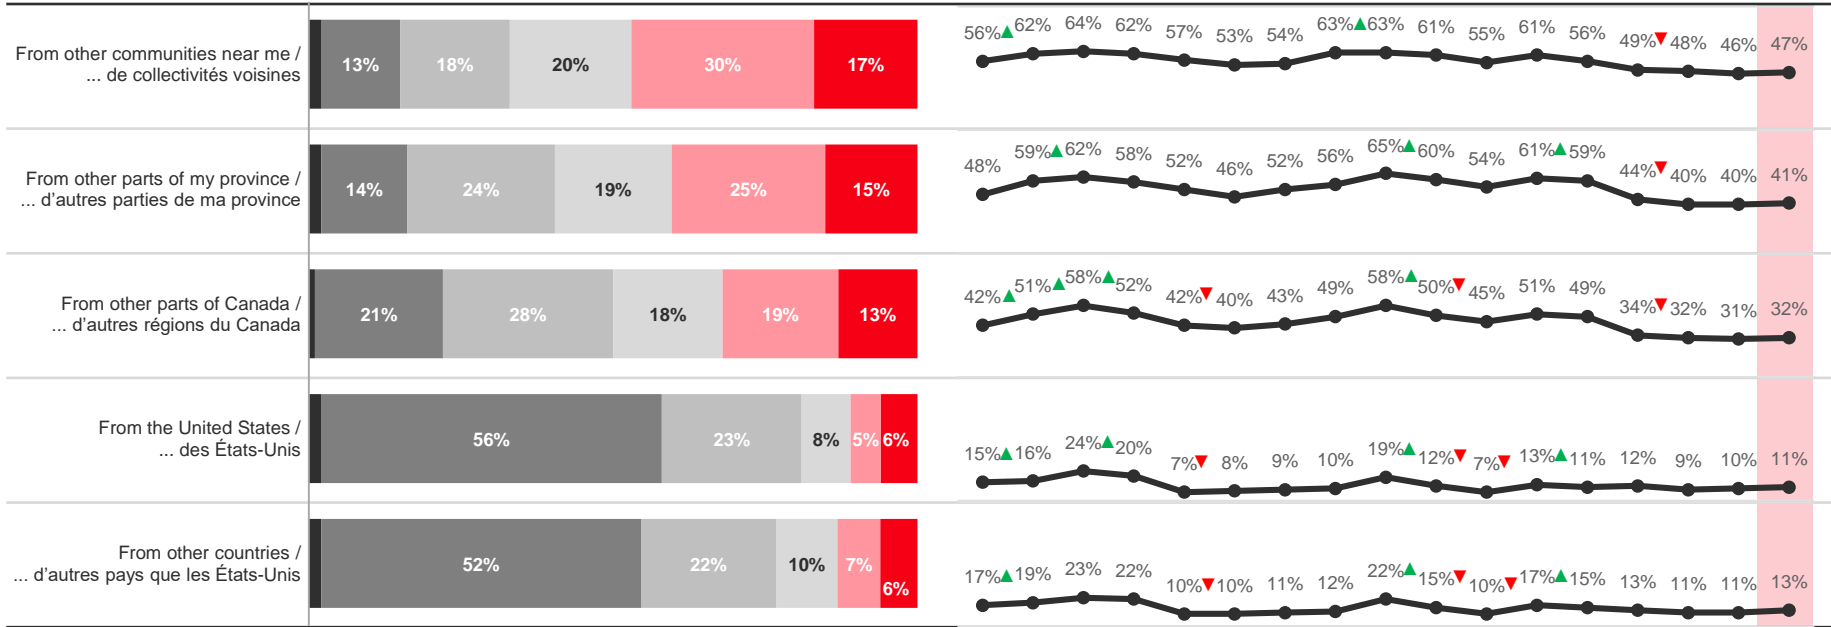 From other communities near me /
... de collectivités voisines
13% 18% 20% 30% 17%
56%▲62% 64% 62% 57% 53% 54% 63%▲63% 61% 55% 61% 56% 49%▼48% 46% 47%
From other parts of my province /
... d'autres parties de ma province
14% 24% 19% 25% 15%
48% 59%▲62% 58% 52% 46% 52% 56% 65%▲60% 54% 61%▲59% 44%▼40% 40% 41%
From other parts of Canada /
... d'autres régions du Canada
21% 28% 18% 19% 13%
42%▲51%▲58%▲52% 42%▼40% 43% 49% 58%▲50%▼45% 51% 49% 34%▼32% 31% 32%
From the United States /
... des États-Unis
56% 23% 8% 5% 6%
15%▲16% 24%▲20% 7%▼ 8% 9% 10% 19%▲12%▼ 7%▼ 13%▲11% 12% 9% 10% 11%
From other countries /
... d'autres pays que les États-Unis
52% 22% 10% 7% 6%
17%▲19% 23% 22% 10%▼10% 11% 12% 22%▲15%▼10%▼17%▲15% 13% 11% 11% 13%